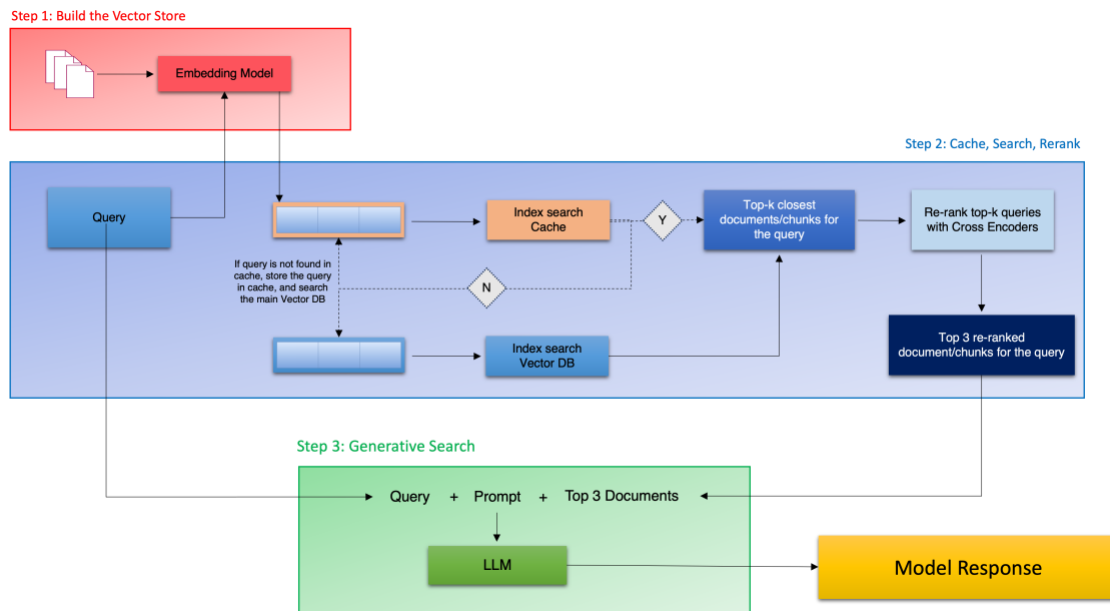 Step 1: Build the Vector Store
Embedding Model
Step 2: Cache, Search, Rerank
Query
Index search
Cache
Y
Top-k closest
documents/chunks for
the query
Re-rank top-k queries
with Cross Encoders
If query is not found in
cache, store the query
in cache, and search
the main Vector DB
N
Index search
Vector DB
Top 3 re-ranked
document/chunks for the query
Step 3: Generative Search
Query + Prompt + Top 3 Documents
LLM
Model Response